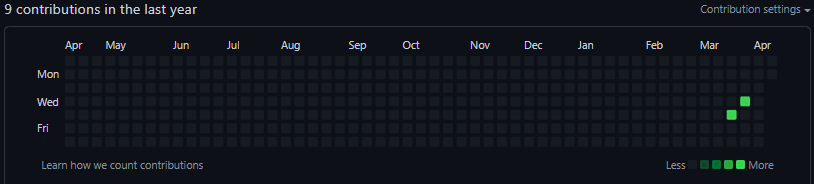 9 contributions in the last year
Contribution settings
Apr May Jun Jul Aug Sep Oct Nov Dec Jan Feb Mar Apr
Mon
Wed
Fri
Learn how we count contributions
Less More